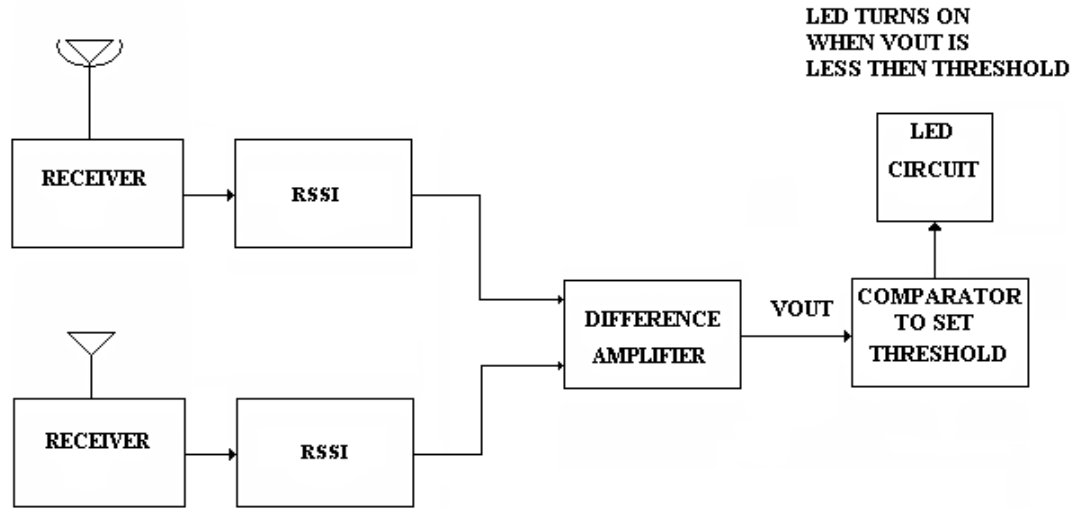 LED TURNS ON
WHEN VOUT IS
LESS THEN THRESHOLD
LED
CIRCUIT
RECEIVER
RSSI
DIFFERENCE
AMPLIFIER
VOUT
COMPARATOR
TO SET
THRESHOLD
RECEIVER
RSSI